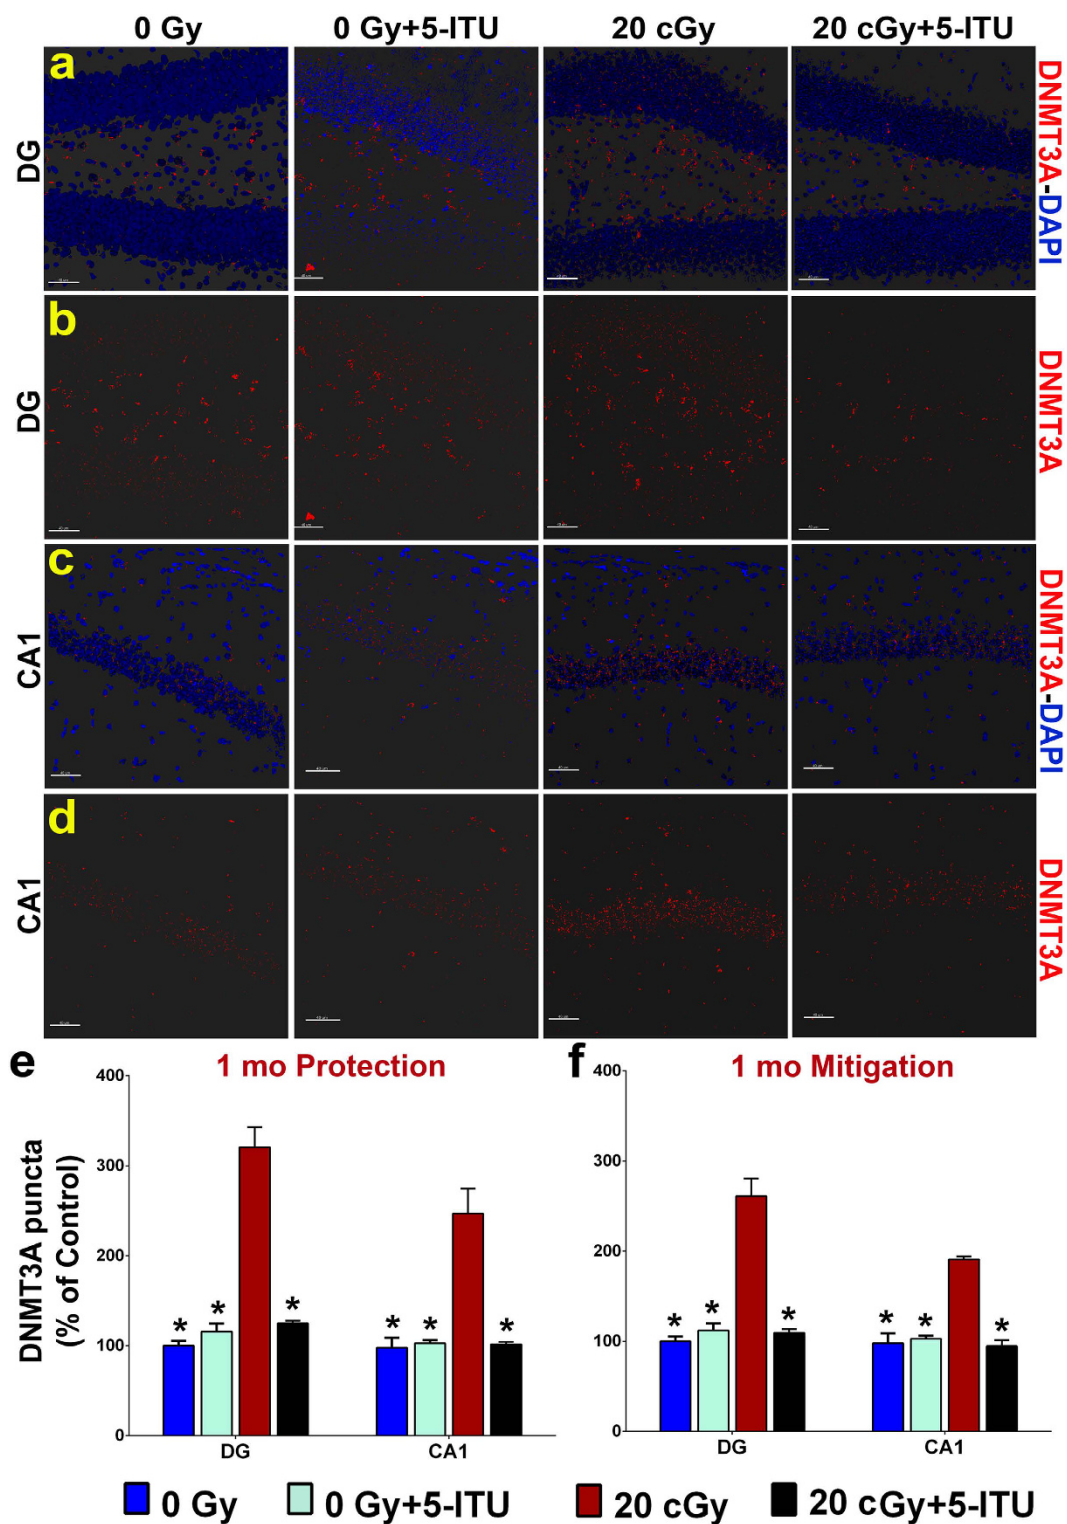 0 Gy 0 Gy+5-ITU 20 cGy 20 cGy+5-ITU
a
DG
DNMT3A-DAPI
b
DG
DNMT3A
c
CA1
DNMT3A-DAPI
d
CA1
DNMT3A
e
1 mo Protection
DNMT3A puncta
(% of Control)
400
300
200
100
0
* * * * * *
DG CA1
f
1 mo Mitigation
400
300
200
100
0
* * * * * *
DG CA1
0 Gy 0 Gy+5-ITU 20 cGy 20 cGy+5-ITU